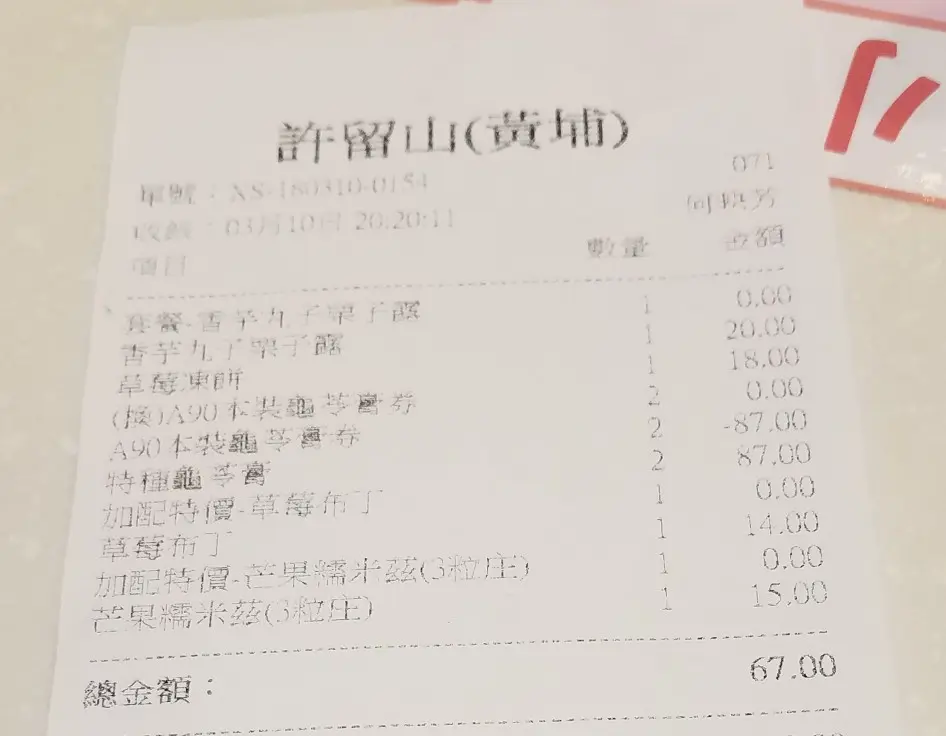 許留山(黃埔)
單號：XS-180310-0154 071
收銀：03月10日 20:20:11 何
項目 數量 金額
套餐-香芋丸子栗子露 1 0.00
香芋丸子栗子露 1 20.00
草莓凍餅 1 18.00
(換)A90本裝龜苓膏券 2 0.00
A90本裝龜苓膏券 2 -87.00
特種龜苓膏 2 87.00
加配特價-草莓布丁 1 0.00
草莓布丁 1 14.00
加配特價-芒果糯米茲(3粒庄) 1 0.00
芒果糯米茲(3粒庄) 1 15.00
總金額： 67.00